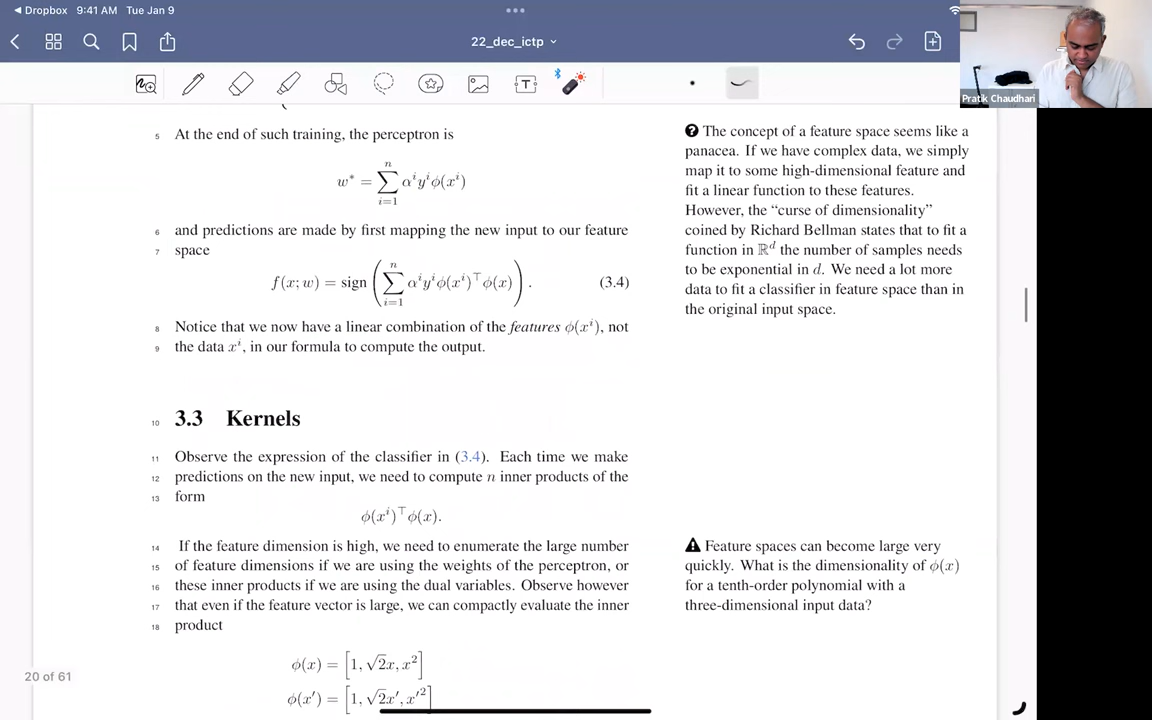 Dropbox 9:41 AM Tue Jan 9
22_dec_ictp
Pratik Chaudhari
5 At the end of such training, the perceptron is
w* = ∑_{i=1}^{n} α^i y^i ϕ(x^i)
6 and predictions are made by first mapping the new input to our feature
7 space
f(x; w) = sign ( ∑_{i=1}^{n} α^i y^i ϕ(x^i)^⊤ ϕ(x) ) . (3.4)
8 Notice that we now have a linear combination of the features ϕ(x^i), not
9 the data x^i, in our formula to compute the output.
The concept of a feature space seems like a
panacea. If we have complex data, we simply
map it to some high-dimensional feature and
fit a linear function to these features.
However, the “curse of dimensionality”
coined by Richard Bellman states that to fit a
function in ℝ^d the number of samples needs
to be exponential in d. We need a lot more
data to fit a classifier in feature space than in
the original input space.
10 3.3 Kernels
11 Observe the expression of the classifier in (3.4). Each time we make
12 predictions on the new input, we need to compute n inner products of the
13 form
ϕ(x^i)^⊤ ϕ(x).
14 If the feature dimension is high, we need to enumerate the large number
15 of feature dimensions if we are using the weights of the perceptron, or
16 these inner products if we are using the dual variables. Observe however
17 that even if the feature vector is large, we can compactly evaluate the inner
18 product
ϕ(x) = [1, √2x, x^2]
ϕ(x′) = [1, √2x′, x′^2]
Feature spaces can become large very
quickly. What is the dimensionality of ϕ(x)
for a tenth-order polynomial with a
three-dimensional input data?
20 of 61